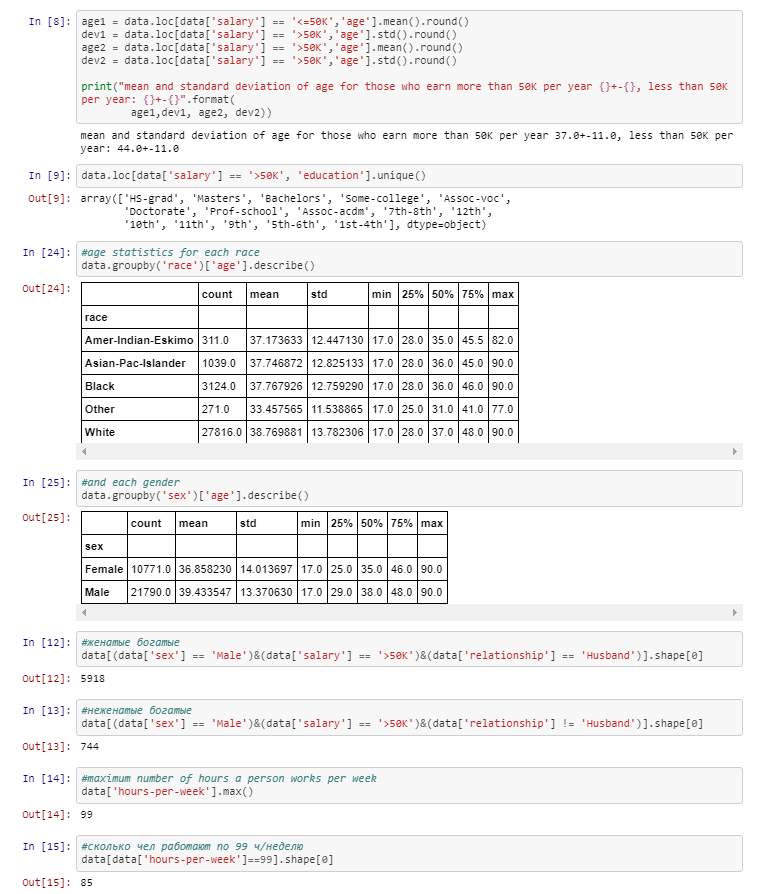 In [8]: age1 = data.loc[data['salary'] == '<=50K','age'].mean().round()
dev1 = data.loc[data['salary'] == '>50K','age'].std().round()
age2 = data.loc[data['salary'] == '>50K','age'].mean().round()
dev2 = data.loc[data['salary'] == '>50K','age'].std().round()
print("mean and standard deviation of age for those who earn more than 50K per year {}+-{}, less than 50K
per year: {}+-{}".format(
age1,dev1, age2, dev2))
mean and standard deviation of age for those who earn more than 50K per year 37.0+-11.0, less than 50K per
year: 44.0+-11.0
In [9]: data.loc[data['salary'] == '>50K', 'education'].unique()
Out[9]: array(['HS-grad', 'Masters', 'Bachelors', 'Some-college', 'Assoc-voc',
'Doctorate', 'Prof-school', 'Assoc-acdm', '7th-8th', '12th',
'10th', '11th', '9th', '5th-6th', '1st-4th'], dtype=object)
In [24]: #age statistics for each race
data.groupby('race')['age'].describe()
Out[24]:
count mean std min 25% 50% 75% max
race
Amer-Indian-Eskimo 311.0 37.173633 12.447130 17.0 28.0 35.0 45.5 82.0
Asian-Pac-Islander 1039.0 37.746872 12.825133 17.0 28.0 36.0 45.0 90.0
Black 3124.0 37.767926 12.759290 17.0 28.0 36.0 46.0 90.0
Other 271.0 33.457565 11.538865 17.0 25.0 31.0 41.0 77.0
White 27816.0 38.769881 13.782306 17.0 28.0 37.0 48.0 90.0
In [25]: #and each gender
data.groupby('sex')['age'].describe()
Out[25]:
count mean std min 25% 50% 75% max
sex
Female 10771.0 36.858230 14.013697 17.0 25.0 35.0 46.0 90.0
Male 21790.0 39.433547 13.370630 17.0 29.0 38.0 48.0 90.0
In [12]: #женатые богатые
data[(data['sex'] == 'Male')&(data['salary'] == '>50K')&(data['relationship'] == 'Husband')].shape[0]
Out[12]: 5918
In [13]: #неженатые богатые
data[(data['sex'] == 'Male')&(data['salary'] == '>50K')&(data['relationship'] != 'Husband')].shape[0]
Out[13]: 744
In [14]: #maximum number of hours a person works per week
data['hours-per-week'].max()
Out[14]: 99
In [15]: #сколько чел работают по 99 ч/неделю
data[data['hours-per-week']==99].shape[0]
Out[15]: 85